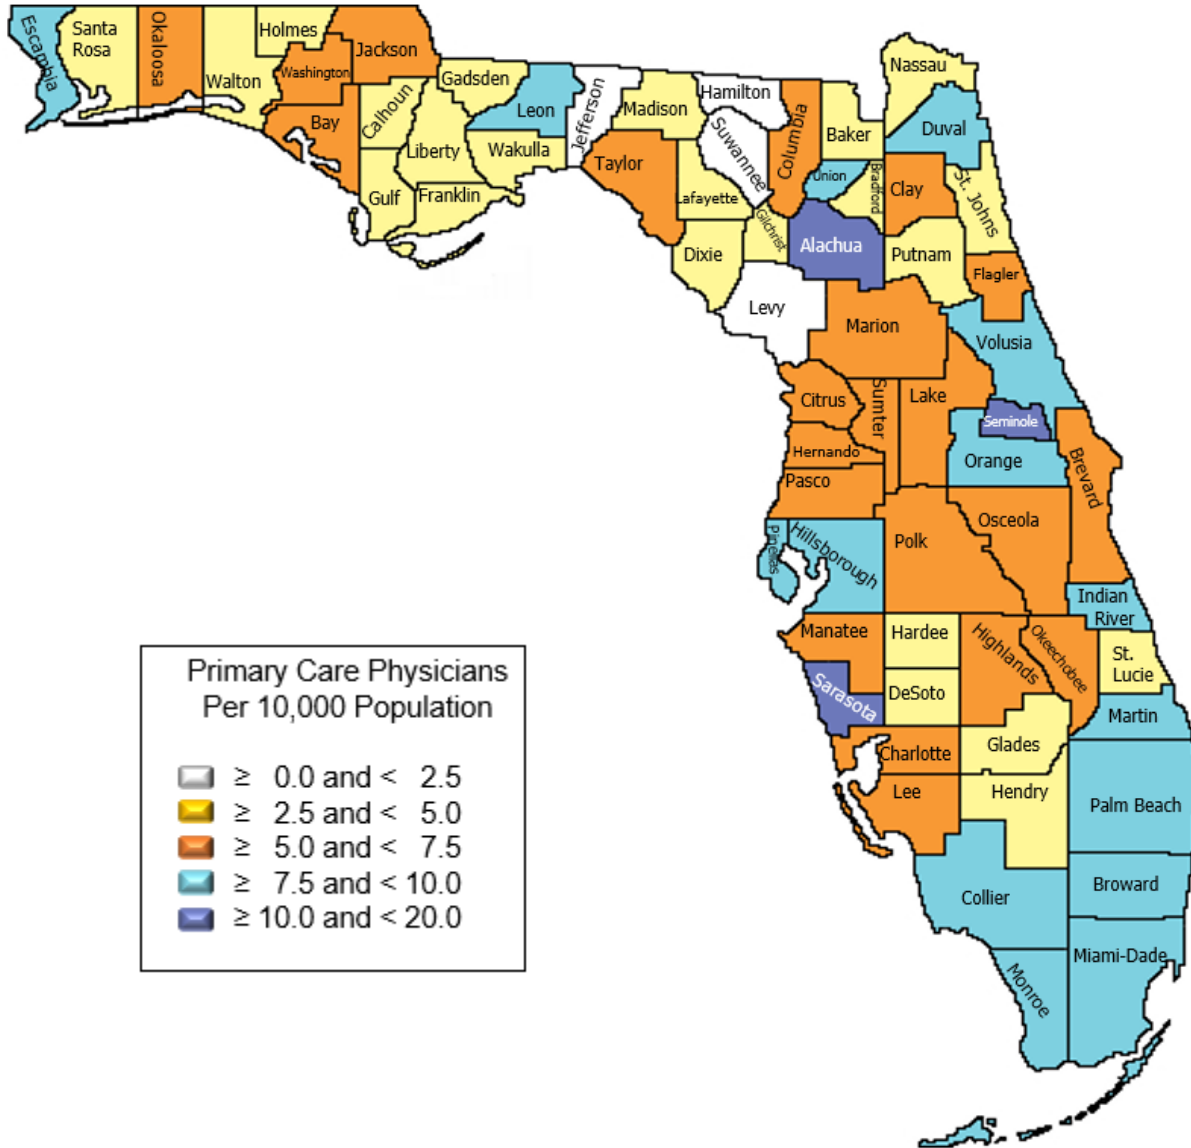 Escambia
Santa
Rosa
Okaloosa
Walton
Holmes
Washington
Jackson
Bay
Calhoun
Gulf
Liberty
Franklin
Gadsden
Leon
Wakulla
Jefferson
Madison
Taylor
Hamilton
Suwannee
Lafayette
Dixie
Columbia
Gilchrist
Levy
Baker
Union
Bradford
Alachua
Nassau
Duval
Clay
St. Johns
Putnam
Flagler
Marion
Volusia
Citrus
Sumter
Lake
Seminole
Hernando
Orange
Pasco
Brevard
Pinellas
Hillsborough
Polk
Osceola
Indian
River
Manatee
Hardee
Highlands
Okeechobee
St.
Lucie
Sarasota
DeSoto
Martin
Charlotte
Glades
Lee
Hendry
Palm Beach
Collier
Broward
Monroe
Miami-Dade
Primary Care Physicians
Per 10,000 Population
≥ 0.0 and < 2.5
≥ 2.5 and < 5.0
≥ 5.0 and < 7.5
≥ 7.5 and < 10.0
≥ 10.0 and < 20.0